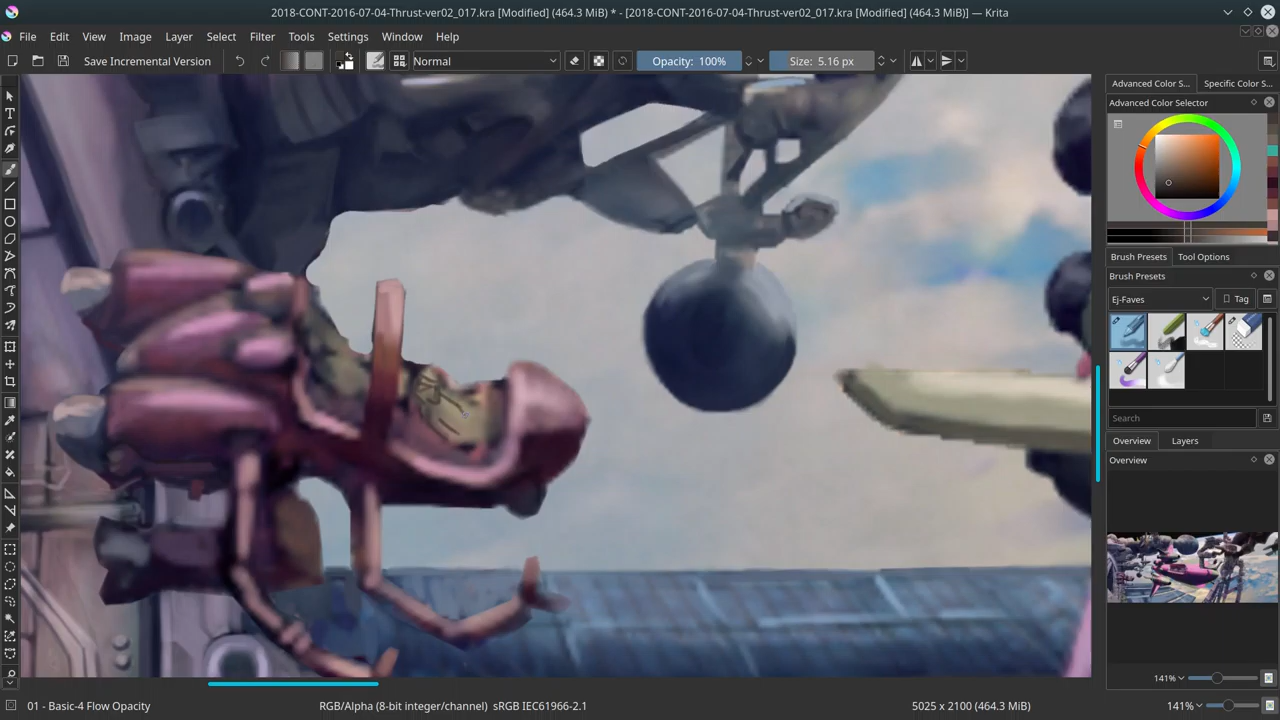 2018-CONT-2016-07-04-Thrust-ver02_017.kra [Modified] (464.3 MiB) * - [2018-CONT-2016-07-04-Thrust-ver02_017.kra [Modified] (464.3 MiB)] — Krita
File Edit View Image Layer Select Filter Tools Settings Window Help
Save Incremental Version Normal Opacity: 100% Size: 5.16 px
Advanced Color S... Specific Color S...
Advanced Color Selector
Brush Presets Tool Options
Brush Presets
Ej-Faves Tag
Search
Overview Layers
Overview
141%
01 - Basic-4 Flow Opacity RGB/Alpha (8-bit integer/channel) sRGB IEC61966-2.1 5025 x 2100 (464.3 MiB) 141%